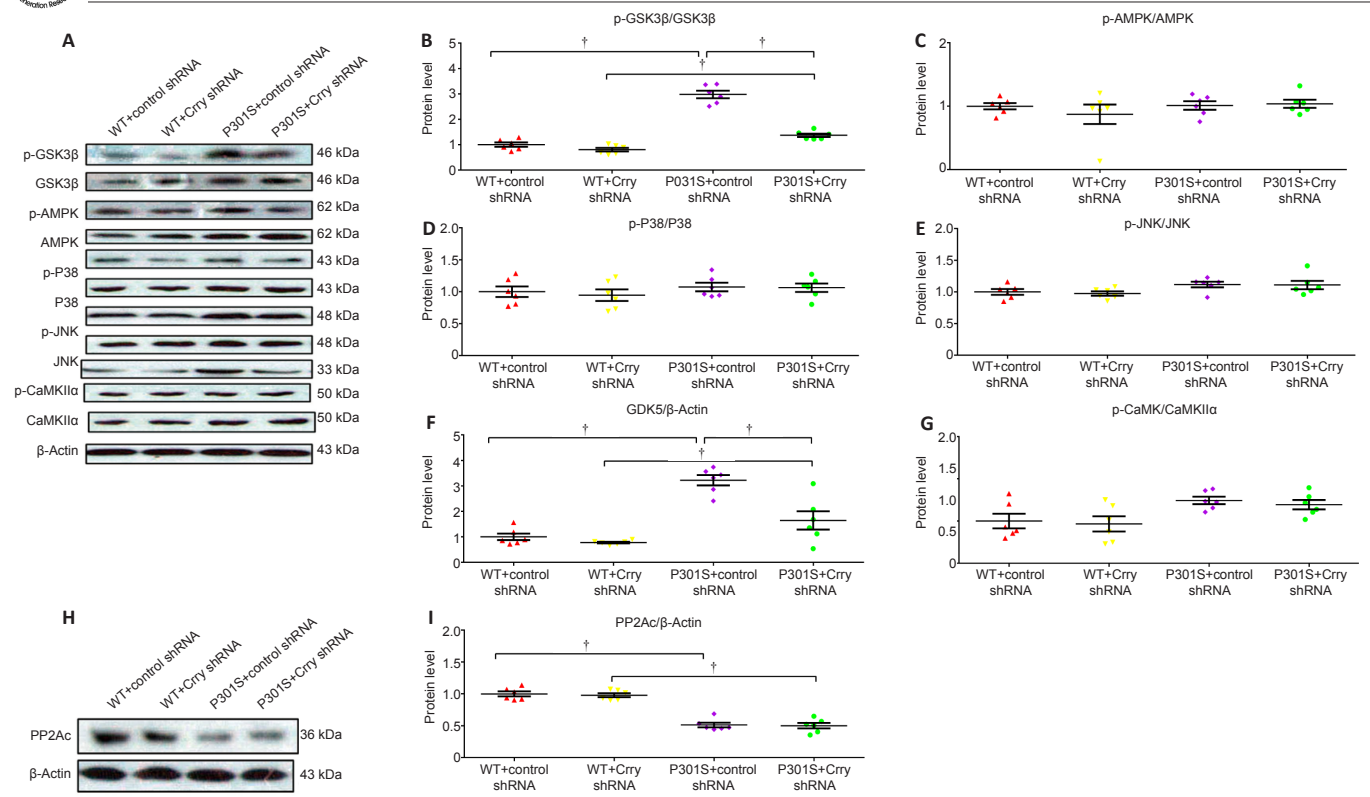 neration Rese
A
WT+control shRNA
WT+Crry shRNA
P301S+control shRNA
P301S+Crry shRNA
p-GSK3β
46 kDa
GSK3β
46 kDa
p-AMPK
62 kDa
AMPK
62 kDa
p-P38
43 kDa
P38
43 kDa
p-JNK
48 kDa
JNK
48 kDa
33 kDa
p-CaMKIIα
50 kDa
CaMKIIα
50 kDa
β-Actin
43 kDa
B
p-GSK3β/GSK3β
Protein level
5
4
3
2
1
0
†
†
†
WT+control
shRNA
WT+Crry
shRNA
P031S+control
shRNA
P301S+Crry
shRNA
C
p-AMPK/AMPK
Protein level
2
1
0
WT+control
shRNA
WT+Crry
shRNA
P301S+control
shRNA
P301S+Crry
shRNA
D
p-P38/P38
Protein level
2.0
1.5
1.0
0.5
0
WT+control
shRNA
WT+Crry
shRNA
P301S+control
shRNA
P301S+Crry
shRNA
E
p-JNK/JNK
Protein level
2.0
1.5
1.0
0.5
0
WT+control
shRNA
WT+Crry
shRNA
P301S+control
shRNA
P301S+Crry
shRNA
F
GDK5/β-Actin
Protein level
5
4
3
2
1
0
†
†
†
WT+control
shRNA
WT+Crry
shRNA
P301S+control
shRNA
P301S+Crry
shRNA
G
p-CaMK/CaMKIIα
Protein level
2.0
1.5
1.0
0.5
0
WT+control
shRNA
WT+Crry
shRNA
P301S+control
shRNA
P301S+Crry
shRNA
H
WT+control shRNA
WT+Crry shRNA
P301S+control shRNA
P301S+Crry shRNA
PP2Ac
36 kDa
β-Actin
43 kDa
I
PP2Ac/β-Actin
Protein level
2.0
1.5
1.0
0.5
0
†
†
WT+control
shRNA
WT+Crry
shRNA
P301S+control
shRNA
P301S+Crry
shRNA